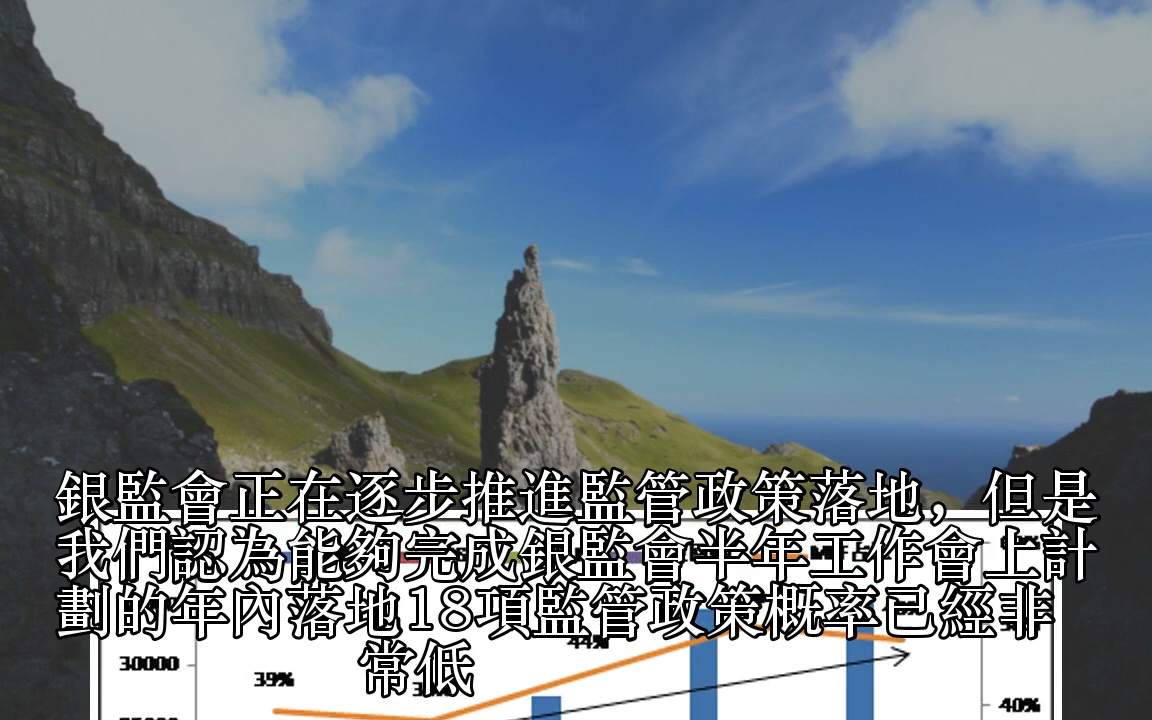 銀監會正在逐步推進監管政策落地，但是
我們認為能夠完成銀監會半年工作會上計
劃的年內落地18項監管政策概率已經非
常低
44%
30000
39%
40%